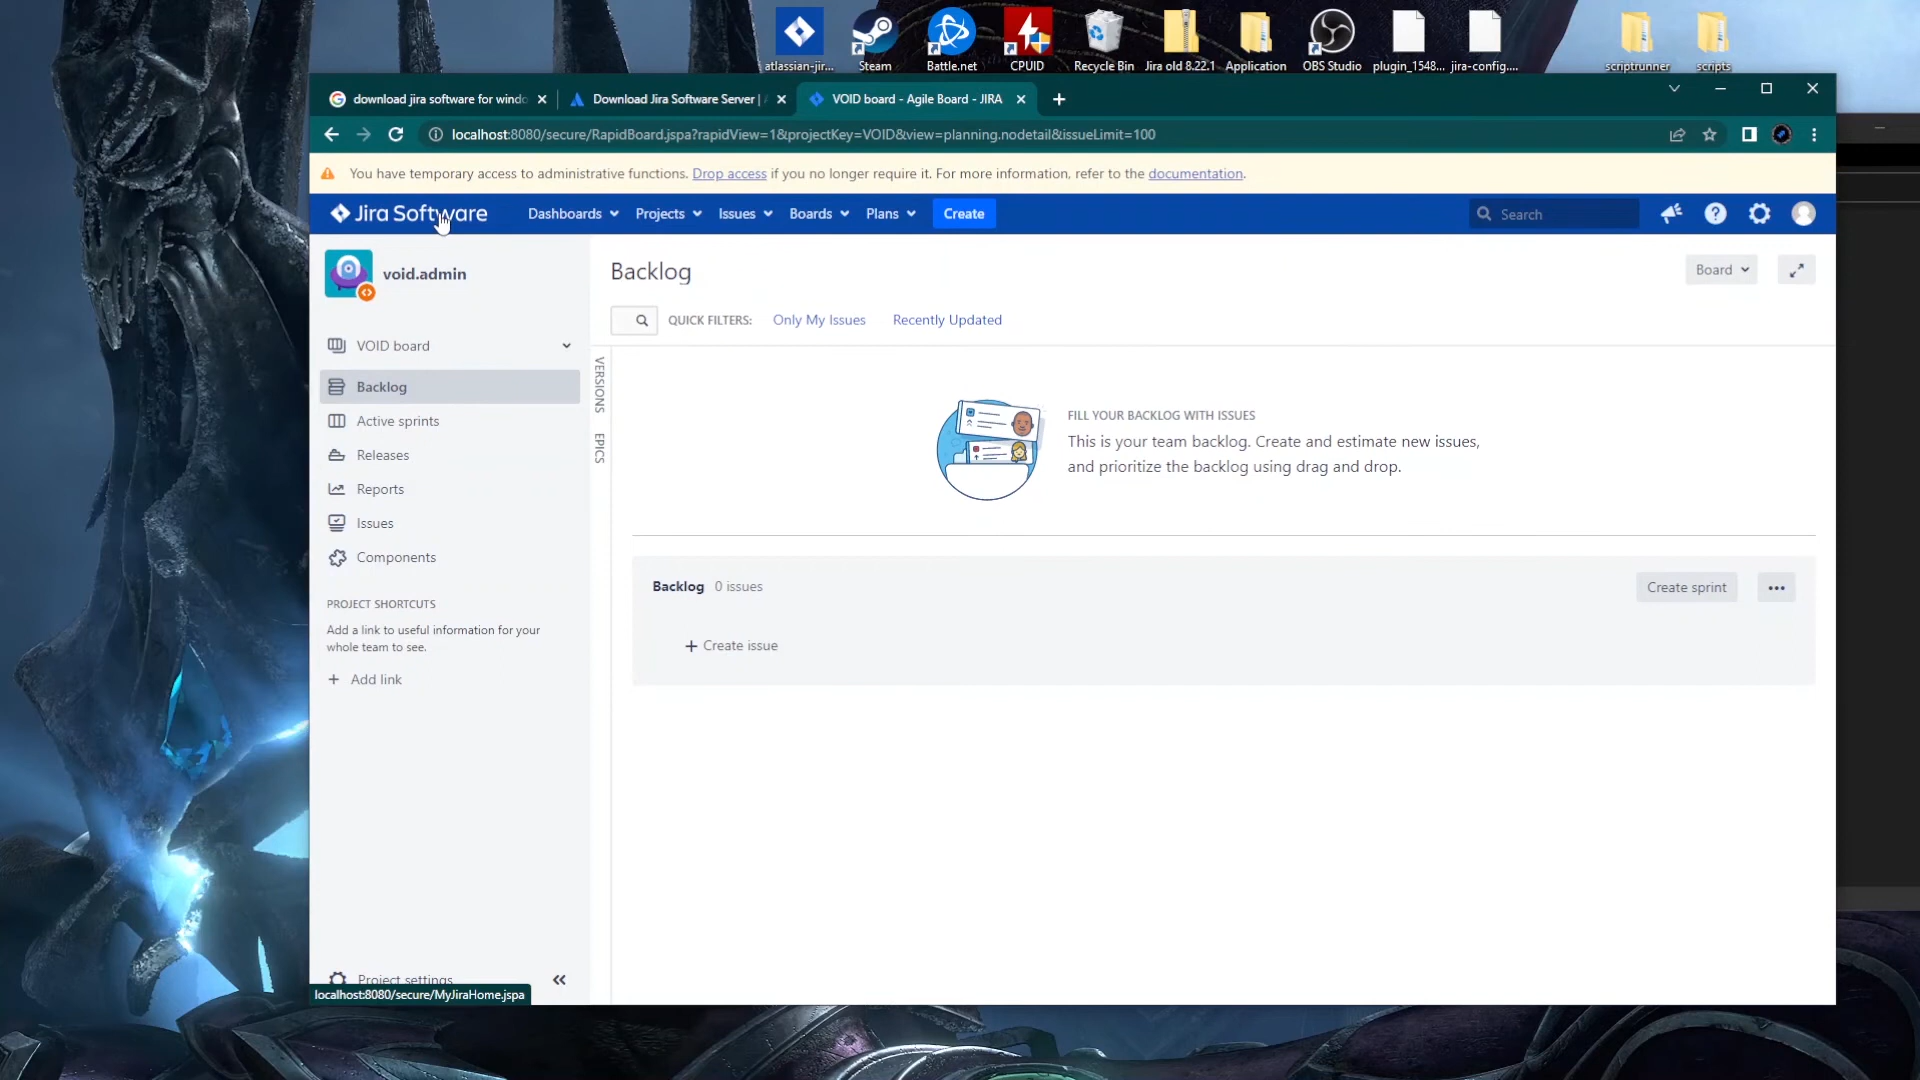 atlassian-jir...
Steam
Battle.net
CPUID
Recycle Bin
Jira old 8.22.1
Application
OBS Studio
plugin_1548...
jira-config....
scriptrunner
scripts
download jira software for windo
Download Jira Software Server |
VOID board - Agile Board - JIRA
localhost:8080/secure/RapidBoard.jspa?rapidView=1&projectKey=VOID&view=planning.nodetail&issueLimit=100
You have temporary access to administrative functions. Drop access if you no longer require it. For more information, refer to the documentation.
Jira Software
Dashboards
Projects
Issues
Boards
Plans
Create
Search
void.admin
VOID board
Backlog
Active sprints
Releases
Reports
Issues
Components
PROJECT SHORTCUTS
Add a link to useful information for your
whole team to see.
+ Add link
Project settings
localhost:8080/secure/MyJiraHome.jspa
Backlog
Board
QUICK FILTERS:
Only My Issues
Recently Updated
VERSIONS
EPICS
FILL YOUR BACKLOG WITH ISSUES
This is your team backlog. Create and estimate new issues,
and prioritize the backlog using drag and drop.
Backlog 0 issues
Create sprint
+ Create issue